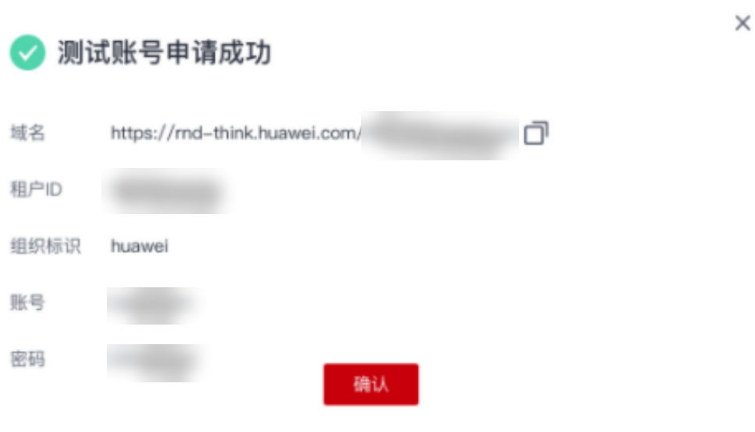 测试账号申请成功
域名 https://rnd-think.huawei.com/
租户ID
组织标识 huawei
账号
密码
确认